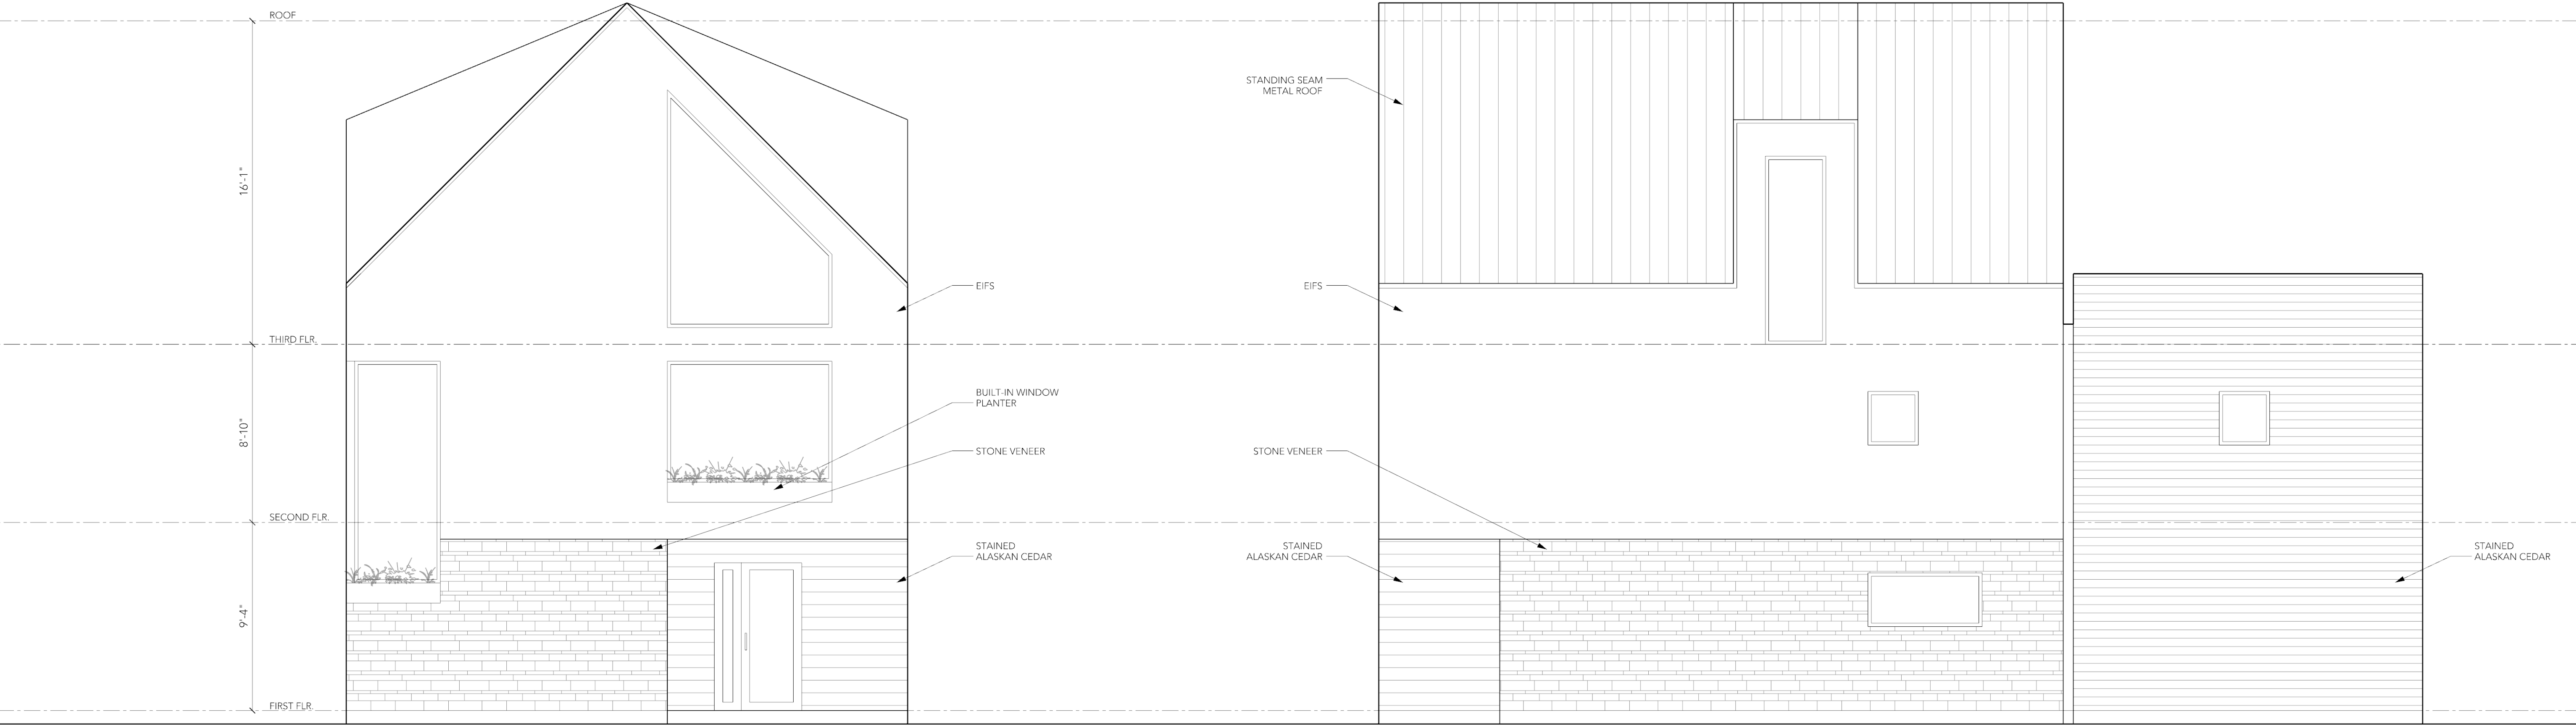 ROOF
16'-1"
THIRD FLR.
8'-10"
SECOND FLR.
9'-4"
FIRST FLR.
EIFS
BUILT-IN WINDOW
PLANTER
STONE VENEER
STAINED
ALASKAN CEDAR
STANDING SEAM
METAL ROOF
EIFS
STONE VENEER
STAINED
ALASKAN CEDAR
STAINED
ALASKAN CEDAR